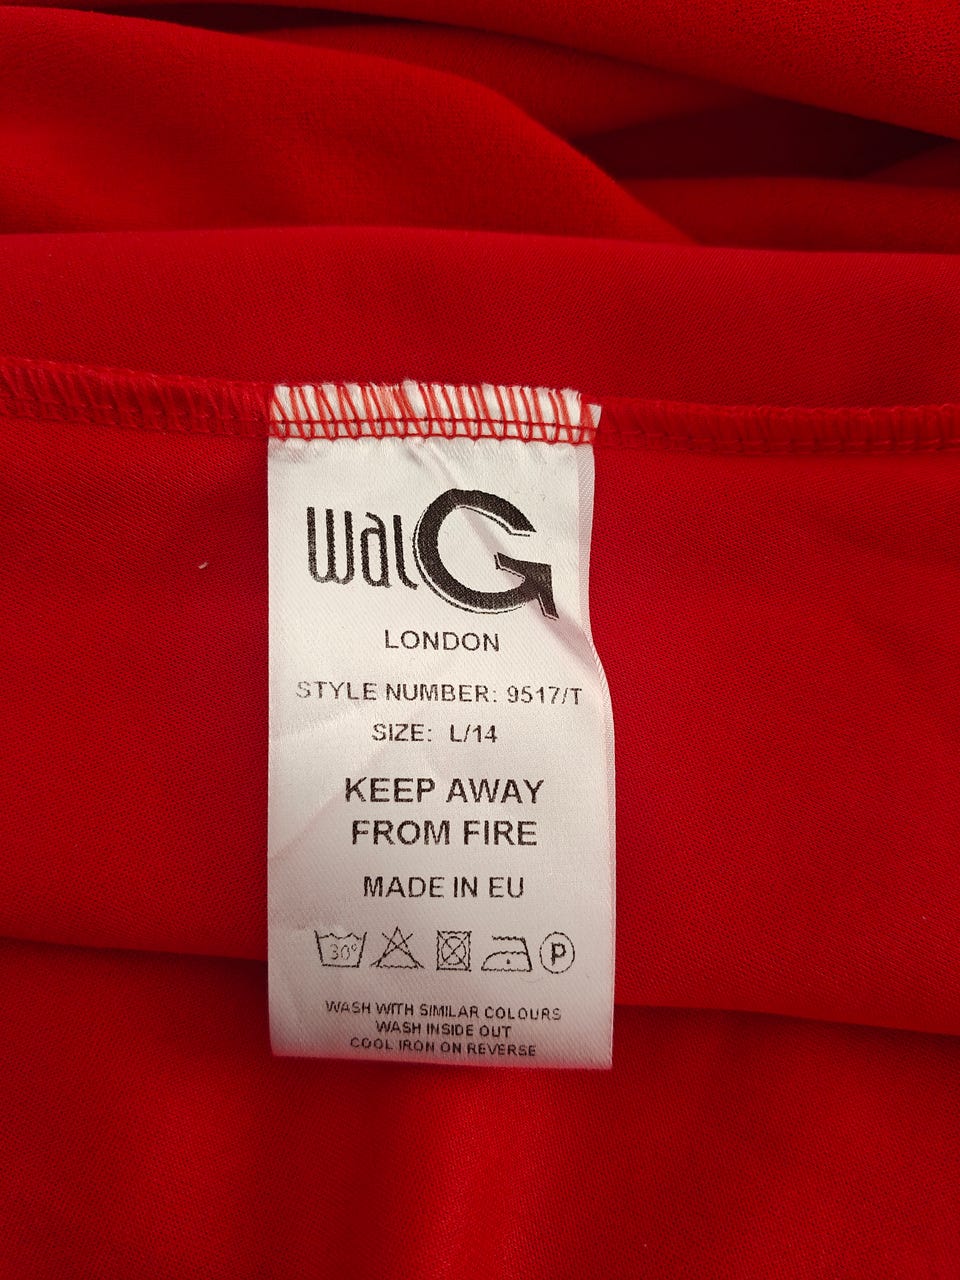 walG
LONDON
STYLE NUMBER: 9517/T
SIZE: L/14
KEEP AWAY
FROM FIRE
MADE IN EU
30° P
WASH WITH SIMILAR COLOURS
WASH INSIDE OUT
COOL IRON ON REVERSE